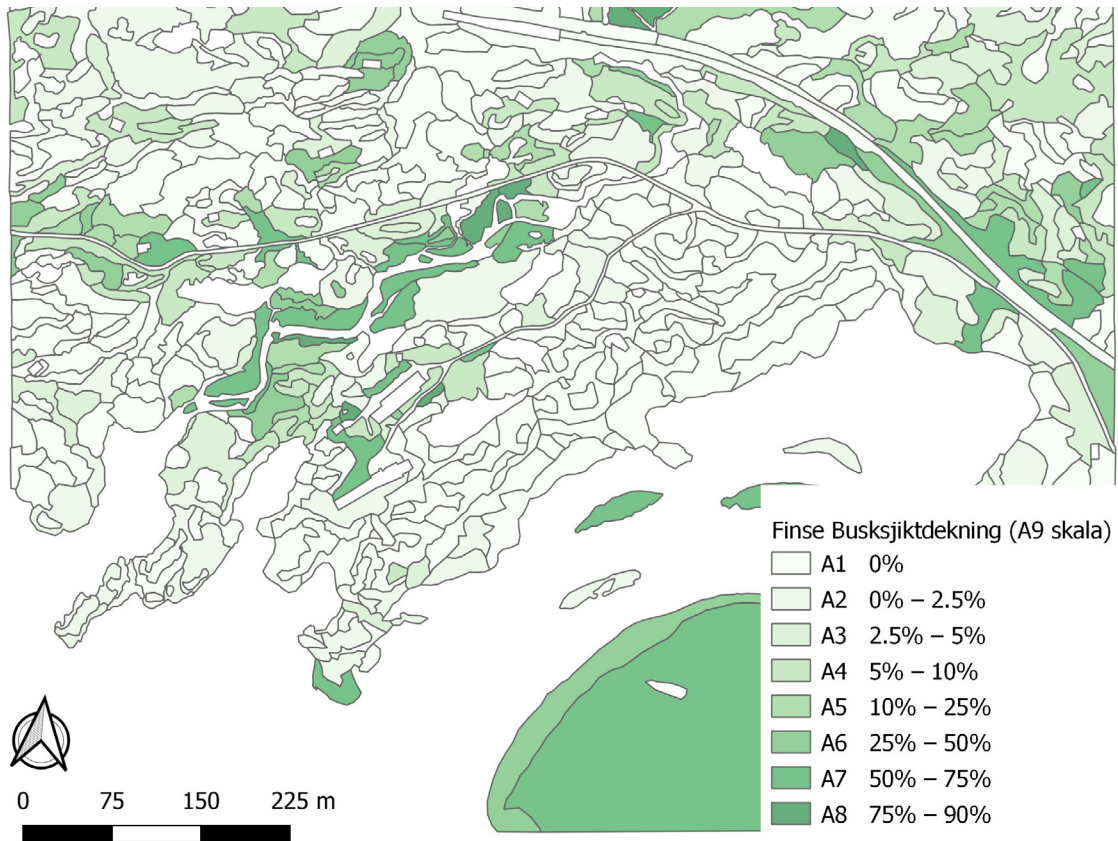 Finse Busksjiktdekning (A9 skala)
A1 0%
A2 0% – 2.5%
A3 2.5% – 5%
A4 5% – 10%
A5 10% – 25%
A6 25% – 50%
A7 50% – 75%
A8 75% – 90%
0 75 150 225 m